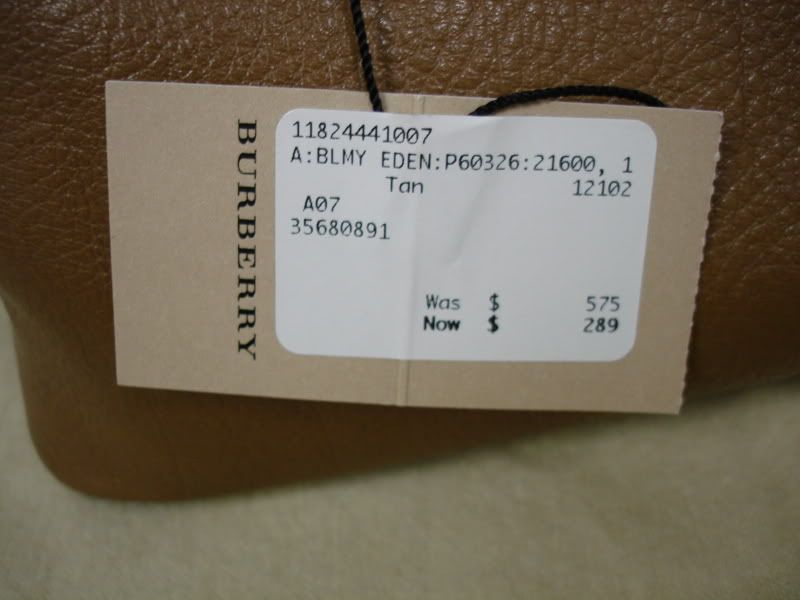 BURBERRY
11824441007
A:BLMY EDEN:P60326:21600, 1
Tan 12102
A07
35680891
Was $ 575
Now $ 289